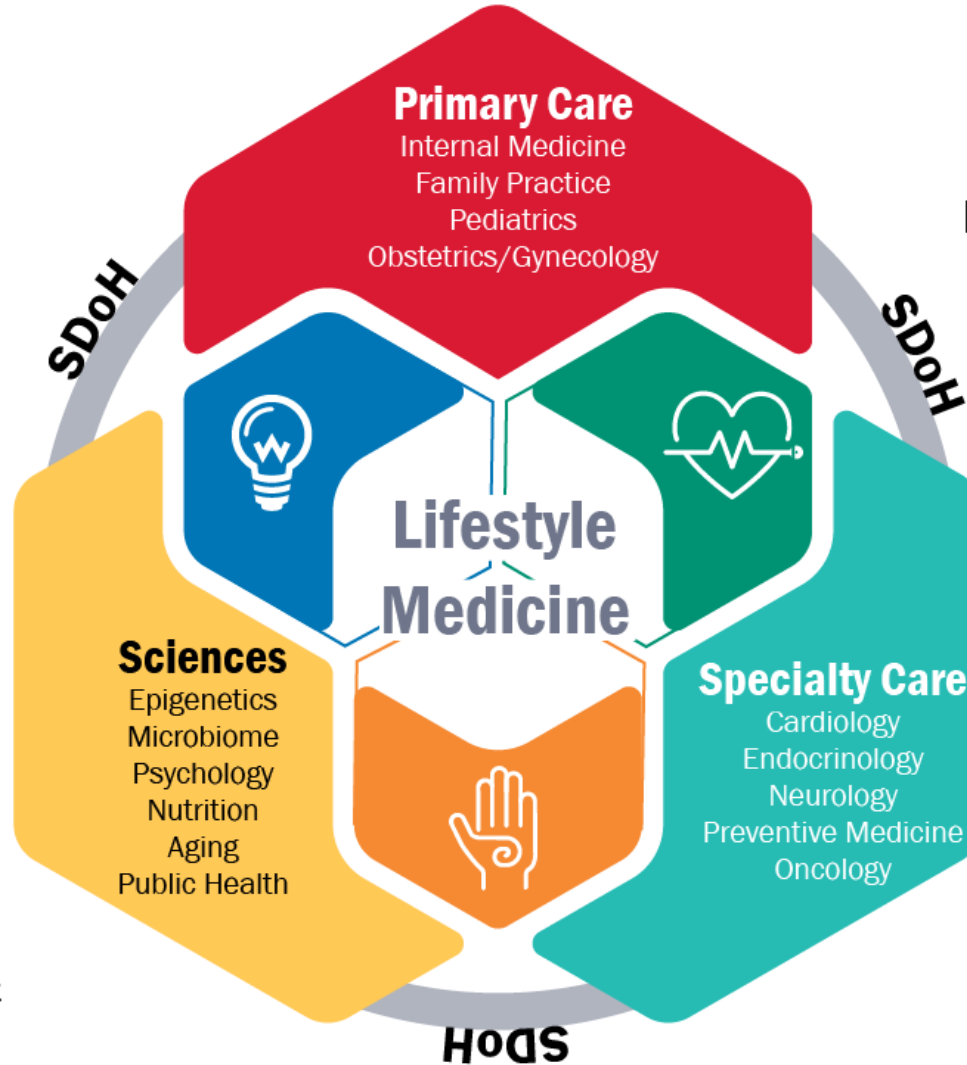 Primary Care
Internal Medicine
Family Practice
Pediatrics
Obstetrics/Gynecology
SDoH
SDoH
Lifestyle
Medicine
Sciences
Epigenetics
Microbiome
Psychology
Nutrition
Aging
Public Health
Specialty Care
Cardiology
Endocrinology
Neurology
Preventive Medicine
Oncology
SDoH